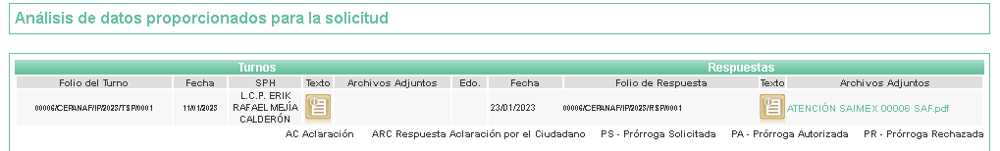 Análisis de datos proporcionados para la solicitud
Turnos Respuestas
Folio del Turno Fecha SPH Texto Archivos Adjuntos Edo. Fecha Folio de Respuesta Texto Archivos Adjuntos
00006/CEPANAF/IP/2023/TSP/0001 11/01/2023 L.C.P. ERIK RAFAEL MEJÍA CALDERÓN 23/01/2023 00006/CEPANAF/IP/2023/RSP/0001 ATENCIÓN SAIMEX 00006 SAF.pdf
AC Aclaración ARC Respuesta Aclaración por el Ciudadano PS - Prórroga Solicitada PA - Prórroga Autorizada PR - Prórroga Rechazada